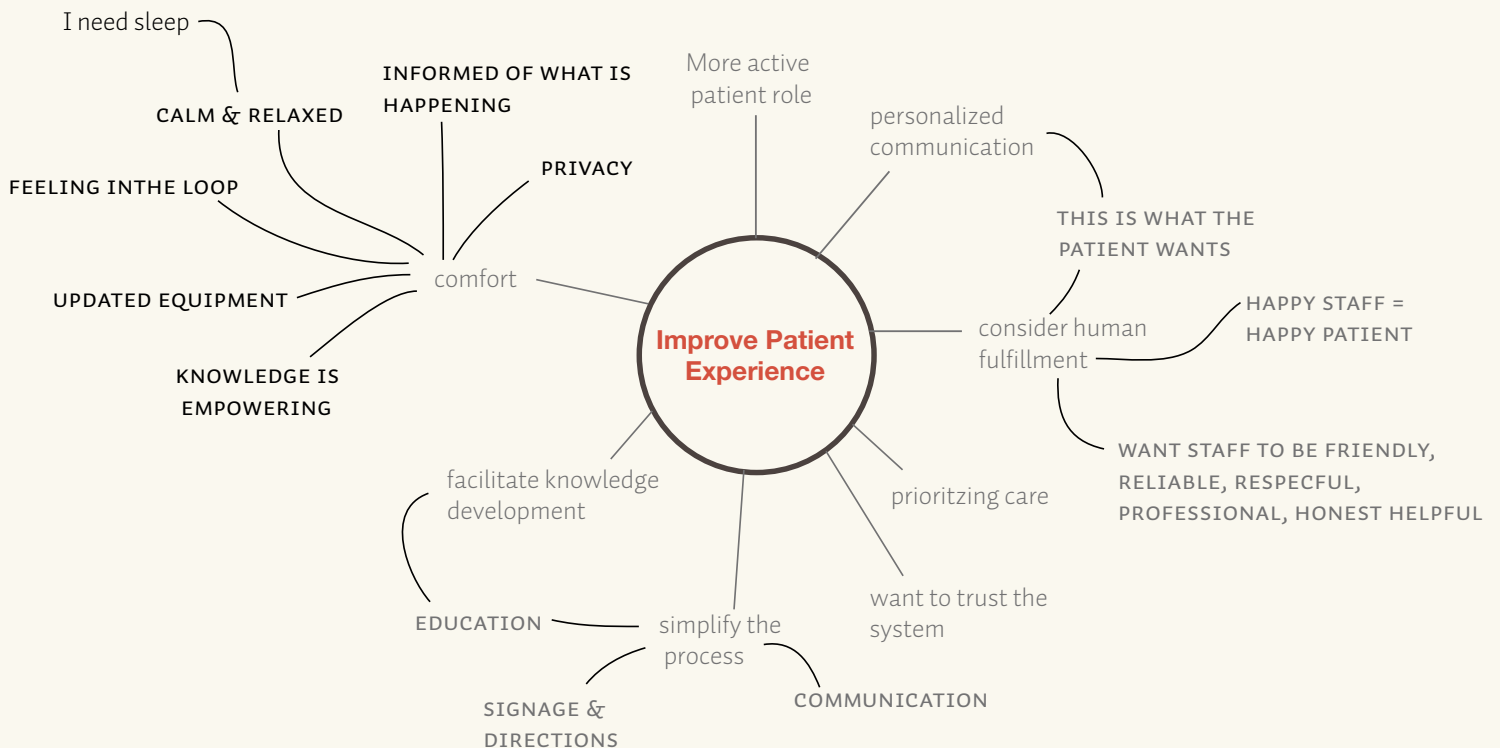 I need sleep
INFORMED OF WHAT IS
HAPPENING
More active
patient role
CALM & RELAXED
personalized
communication
PRIVACY
FEELING INTHE LOOP
THIS IS WHAT THE
PATIENT WANTS
comfort
UPDATED EQUIPMENT
HAPPY STAFF =
HAPPY PATIENT
consider human
fulfillment
Improve Patient
Experience
KNOWLEDGE IS
EMPOWERING
WANT STAFF TO BE FRIENDLY,
RELIABLE, RESPECFUL,
PROFESSIONAL, HONEST HELPFUL
facilitate knowledge
development
prioritzing care
want to trust the
system
EDUCATION
simplify the
process
SIGNAGE &
DIRECTIONS
COMMUNICATION